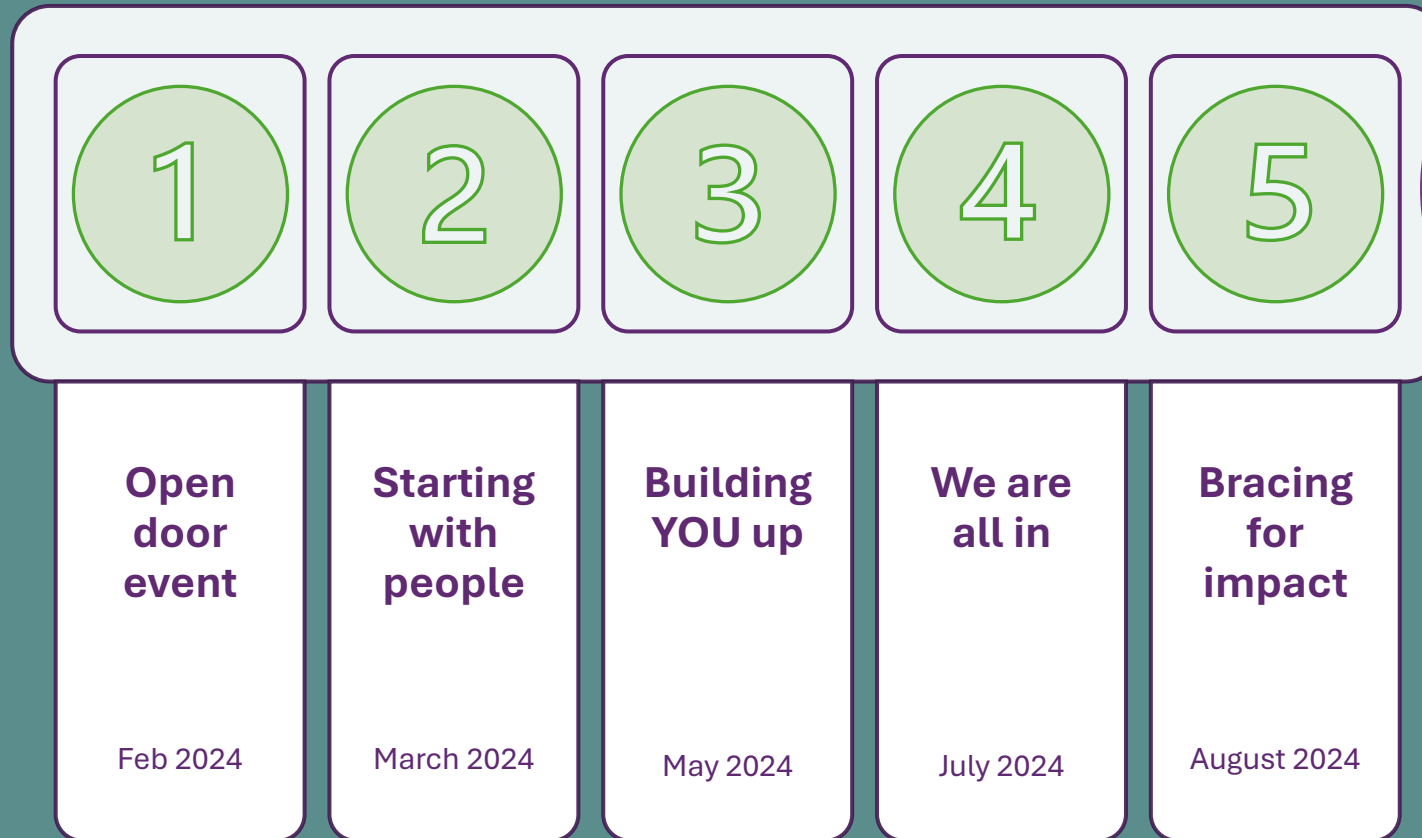 1
2
3
4
5
Open
door
event
Feb 2024
Starting
with
people
March 2024
Building
YOU up
May 2024
We are
all in
July 2024
Bracing
for
impact
August 2024